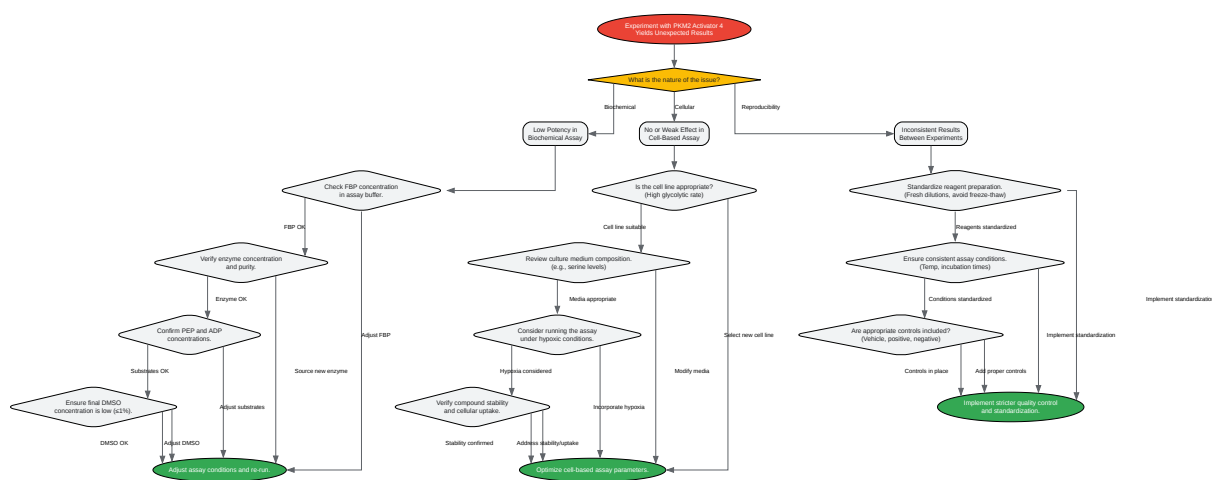 Experiment with PKM2 Activator 4
Yields Unexpected Results
What is the nature of the issue?
Biochemical
Cellular
Reproducibility
Low Potency in
Biochemical Assay
No or Weak Effect in
Cell-Based Assay
Inconsistent Results
Between Experiments
Check FBP concentration
in assay buffer.
Is the cell line appropriate?
(High glycolytic rate)
Standardize reagent preparation.
(Fresh dilutions, avoid freeze-thaw)
FBP OK
Cell line suitable
Reagents standardized
Verify enzyme concentration
and purity.
Review culture medium composition.
(e.g., serine levels)
Ensure consistent assay conditions.
(Temp, incubation times)
Enzyme OK
Media appropriate
Conditions standardized
Implement standardizatio
Confirm PEP and ADP
concentrations.
Consider running the assay
under hypoxic conditions.
Are appropriate controls included?
(Vehicle, positive, negative)
Adjust FBP
Select new cell line
Implement standardization
Substrates OK
Source new enzyme
Hypoxia considered
Modify media
Controls in place
Add proper controls
Ensure final DMSO
concentration is low (≤1%).
Adjust substrates
Verify compound stability
and cellular uptake.
Incorporate hypoxia
Implement stricter quality control
and standardization.
DMSO OK
Adjust DMSO
Stability confirmed
Address stability/uptake
Adjust assay conditions and re-run.
Optimize cell-based assay parameters.